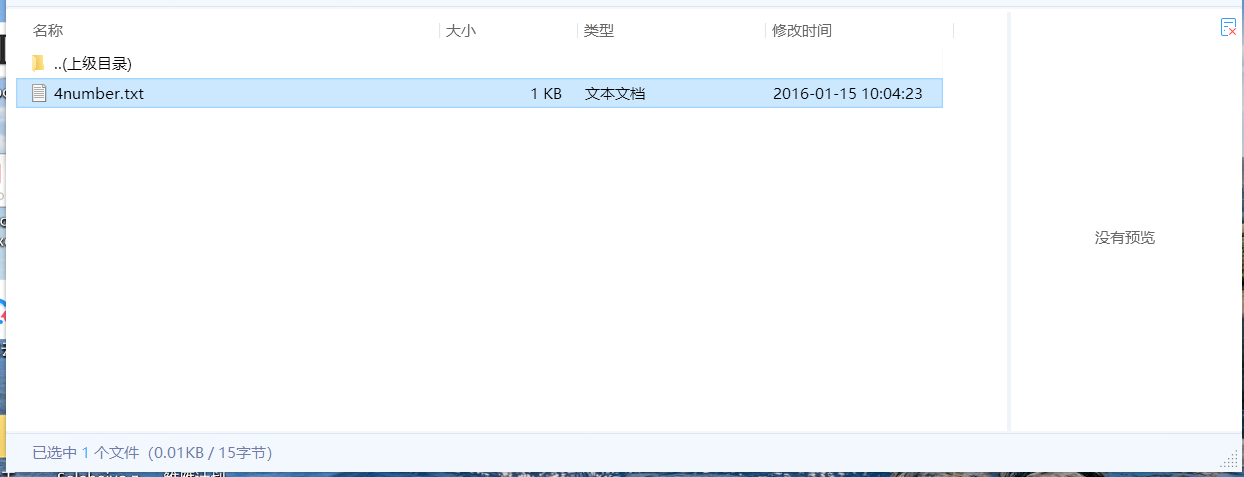 名称 大小 类型 修改时间
..(上级目录)
4number.txt 1 KB 文本文档 2016-01-15 10:04:23
没有预览
已选中 1 个文件（0.01KB / 15字节）